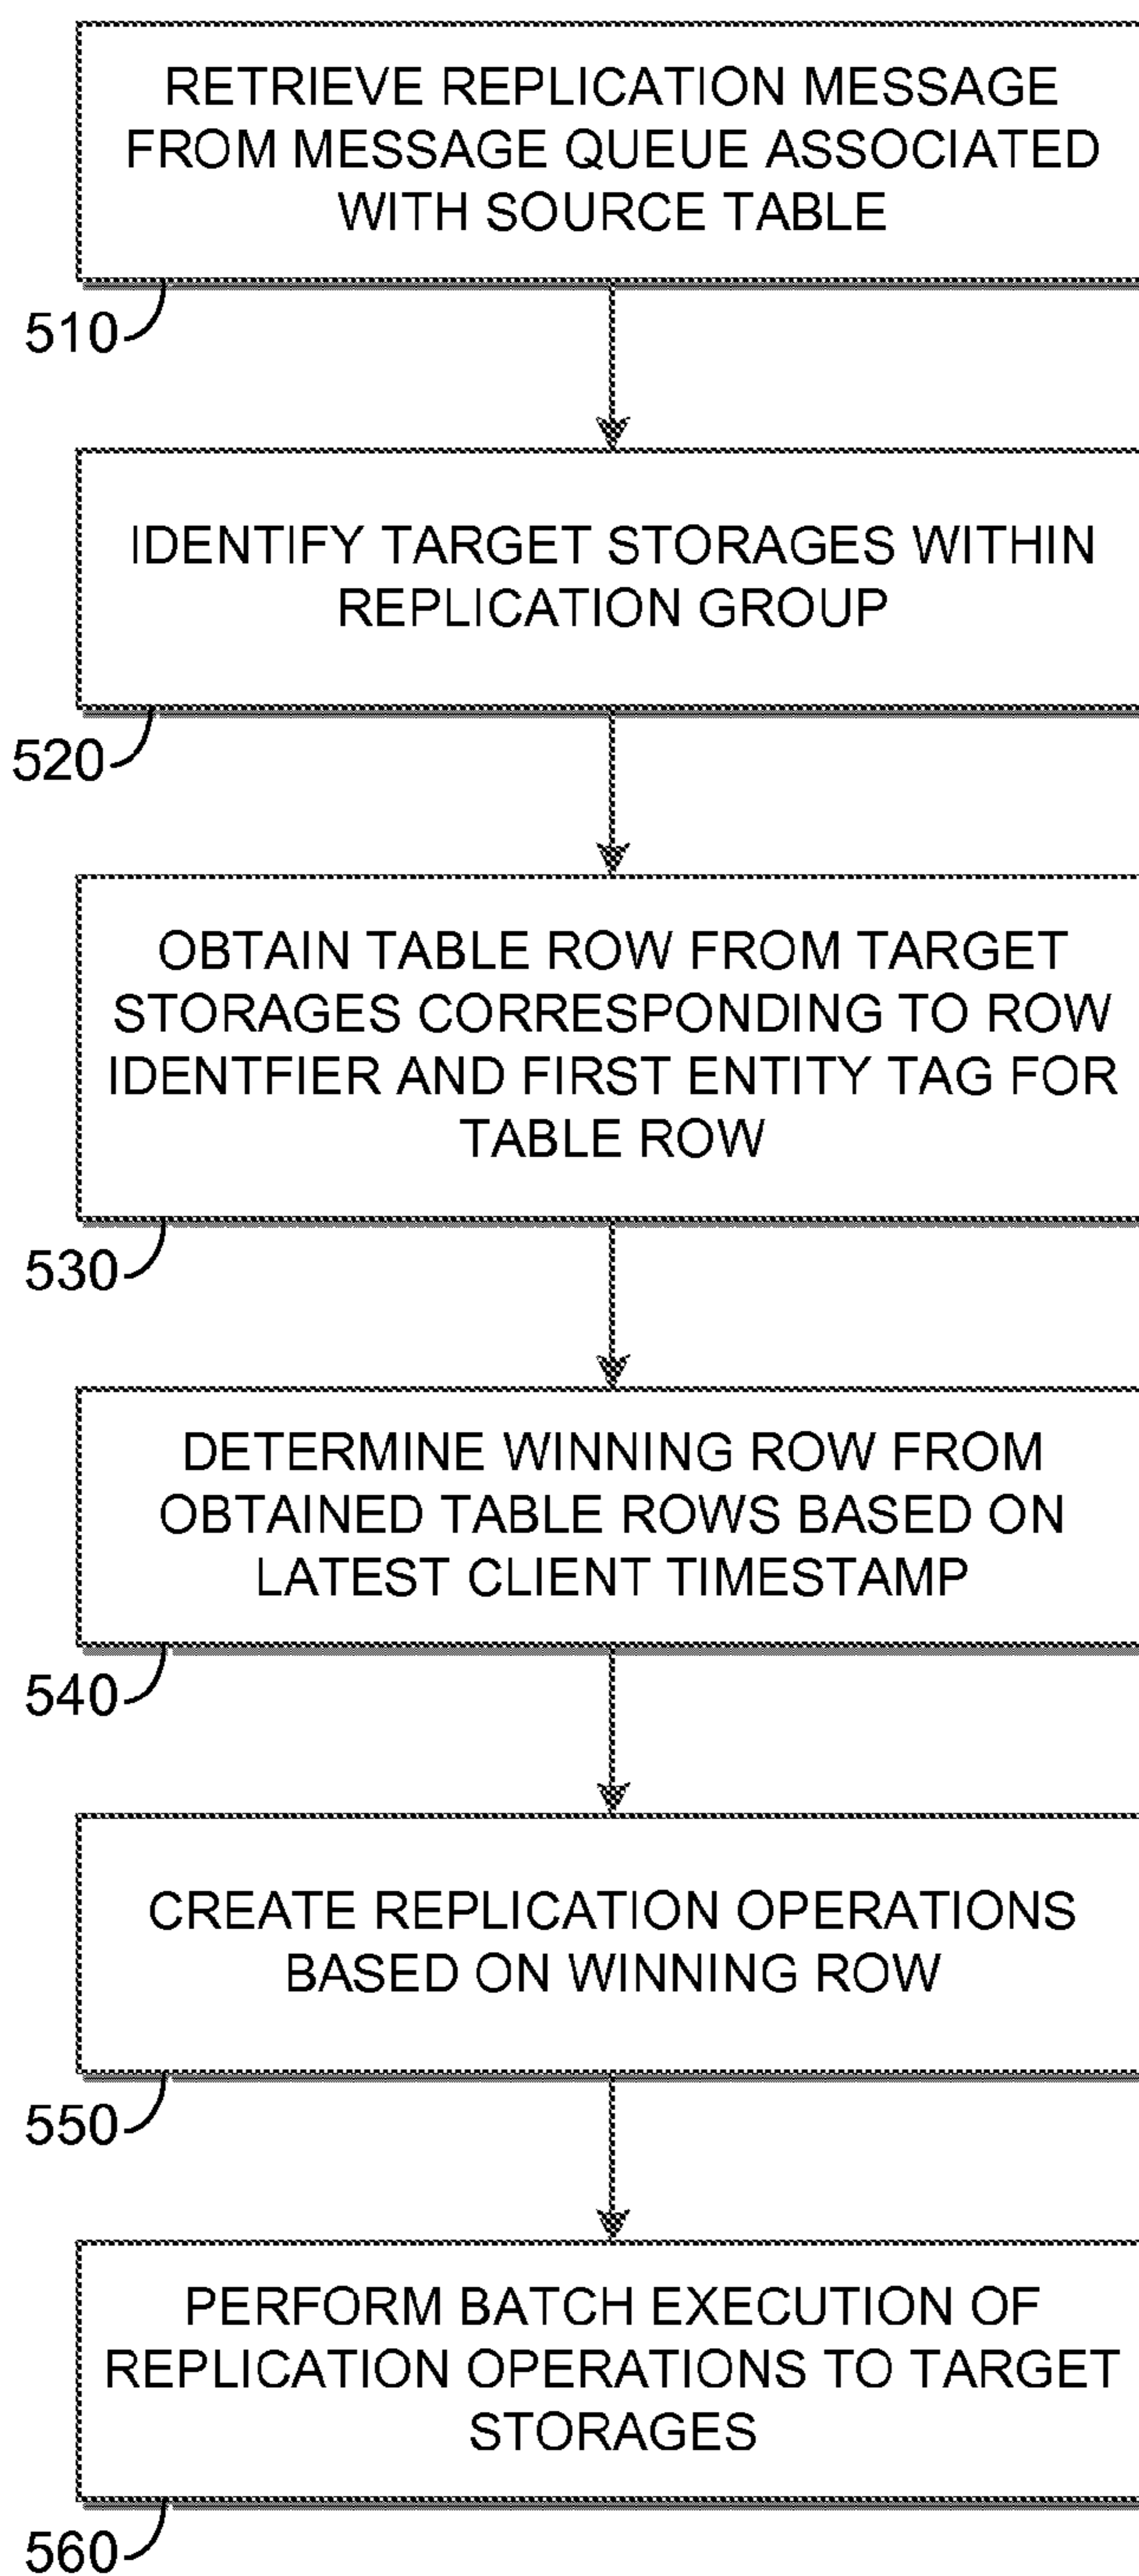 RETRIEVE REPLICATION MESSAGE
FROM MESSAGE QUEUE ASSOCIATED
WITH SOURCE TABLE
510
IDENTIFY TARGET STORAGES WITHIN
REPLICATION GROUP
520
OBTAIN TABLE ROW FROM TARGET
STORAGES CORRESPONDING TO ROW
IDENTFIER AND FIRST ENTITY TAG FOR
TABLE ROW
530
DETERMINE WINNING ROW FROM
OBTAINED TABLE ROWS BASED ON
LATEST CLIENT TIMESTAMP
540
CREATE REPLICATION OPERATIONS
BASED ON WINNING ROW
550
PERFORM BATCH EXECUTION OF
REPLICATION OPERATIONS TO TARGET
STORAGES
560